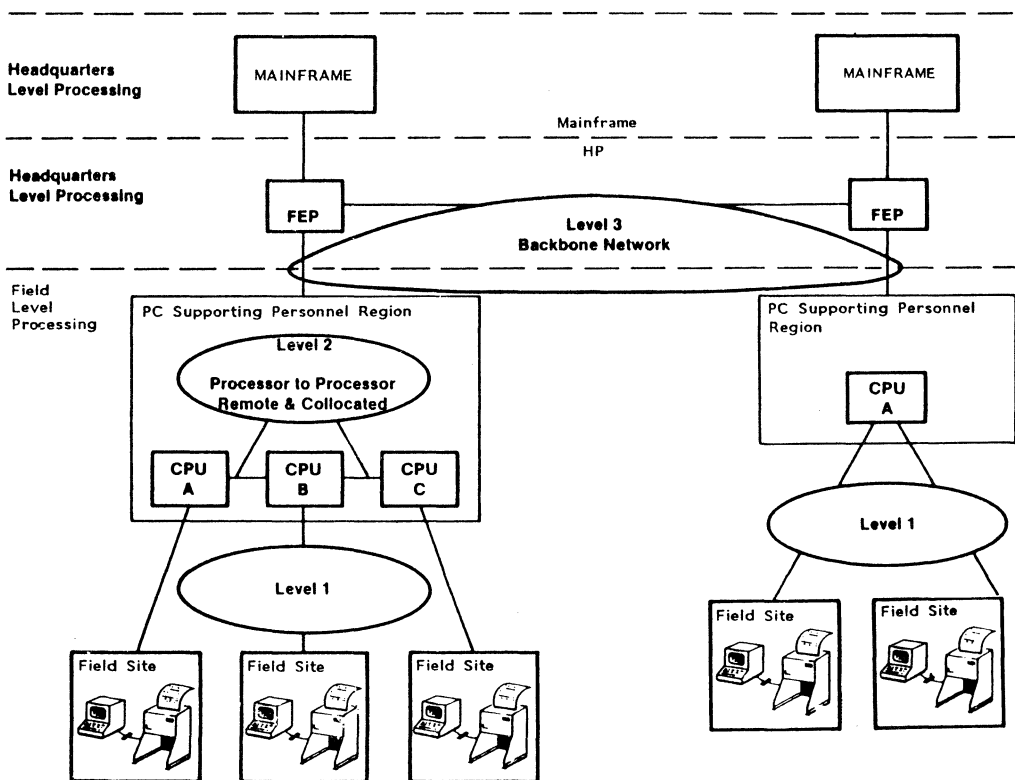 Headquarters
Level Processing
MAINFRAME
MAINFRAME
Mainframe
HP
Headquarters
Level Processing
FEP
FEP
Level 3
Backbone Network
Field
Level
Processing
PC Supporting Personnel Region
Level 2
Processor to Processor
Remote & Collocated
CPU
A
CPU
B
CPU
C
PC Supporting Personnel
Region
CPU
A
Level 1
Level 1
Field Site
Field Site
Field Site
Field Site
Field Site